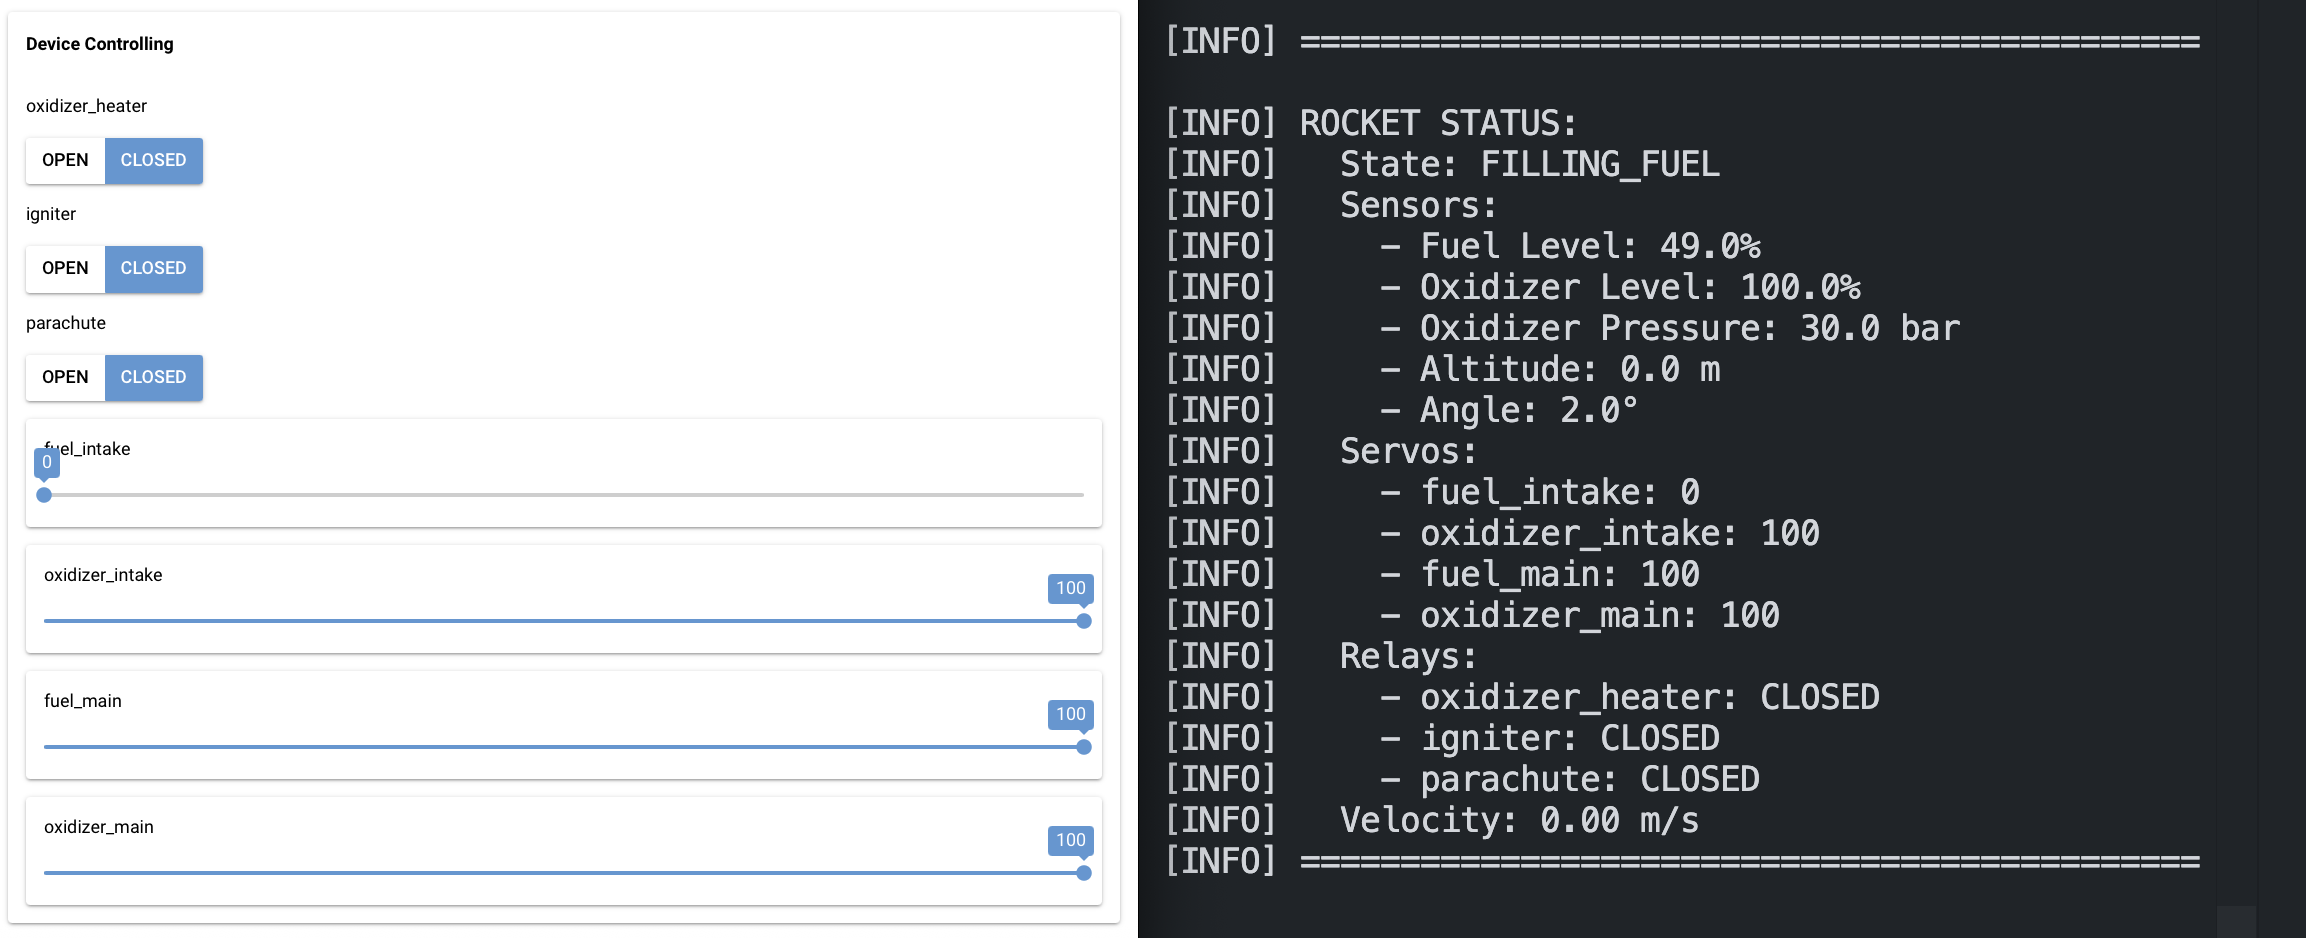 Device Controlling
oxidizer_heater
OPEN CLOSED
igniter
OPEN CLOSED
parachute
OPEN CLOSED
fuel_intake
0
oxidizer_intake
100
fuel_main
100
oxidizer_main
100
[INFO] =============================================
[INFO] ROCKET STATUS:
[INFO]   State: FILLING_FUEL
[INFO]   Sensors:
[INFO]     - Fuel Level: 49.0%
[INFO]     - Oxidizer Level: 100.0%
[INFO]     - Oxidizer Pressure: 30.0 bar
[INFO]     - Altitude: 0.0 m
[INFO]     - Angle: 2.0°
[INFO]   Servos:
[INFO]     - fuel_intake: 0
[INFO]     - oxidizer_intake: 100
[INFO]     - fuel_main: 100
[INFO]     - oxidizer_main: 100
[INFO]   Relays:
[INFO]     - oxidizer_heater: CLOSED
[INFO]     - igniter: CLOSED
[INFO]     - parachute: CLOSED
[INFO]   Velocity: 0.00 m/s
[INFO] =============================================